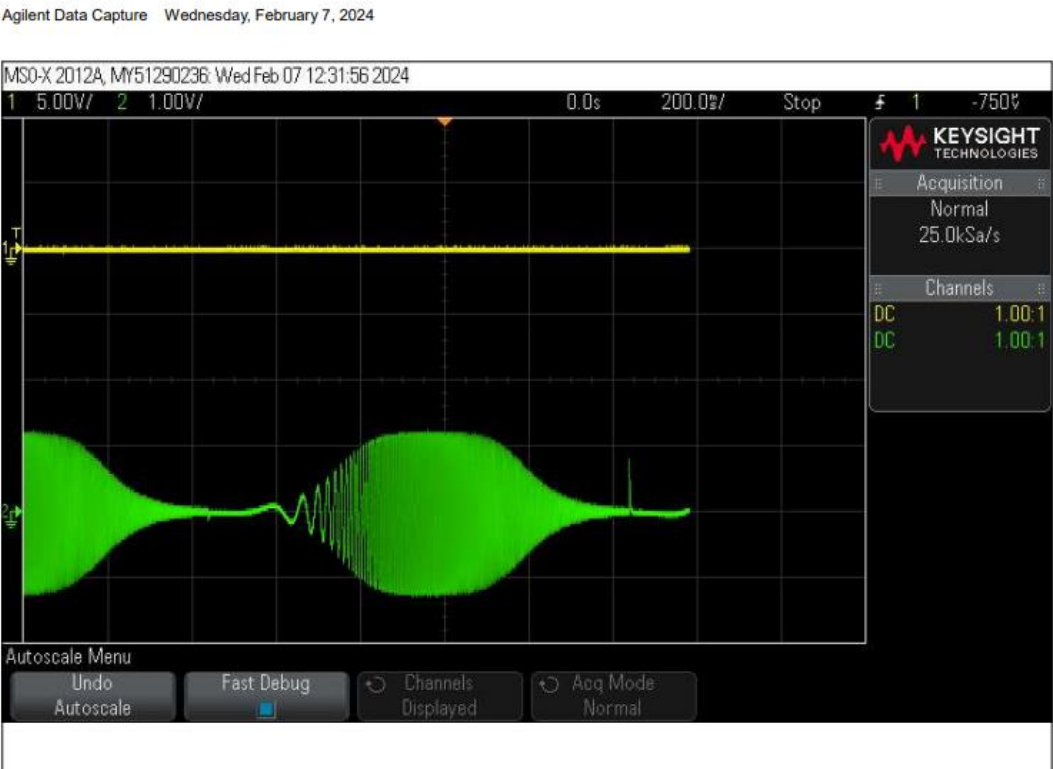 Agilent Data Capture Wednesday, February 7, 2024
MSO-X 2012A, MY51290236: Wed Feb 07 12:31:56 2024
1 5.00V/ 2 1.00V/ 0.0s 200.0ms/ Stop 1 -750mV
KEYSIGHT
TECHNOLOGIES
Acquisition
Normal
25.0kSa/s
Channels
DC 1.00:1
DC 1.00:1
T
1
2
Autoscale Menu
Undo
Autoscale
Fast Debug
Channels
Displayed
Acq Mode
Normal